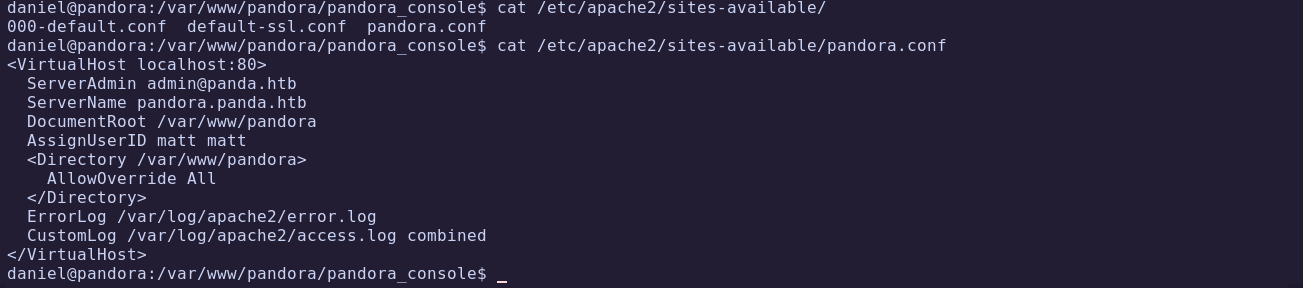 daniel@pandora:/var/www/pandora/pandora_console$ cat /etc/apache2/sites-available/
000-default.conf  default-ssl.conf  pandora.conf
daniel@pandora:/var/www/pandora/pandora_console$ cat /etc/apache2/sites-available/pandora.conf
<VirtualHost localhost:80>
  ServerAdmin admin@panda.htb
  ServerName pandora.panda.htb
  DocumentRoot /var/www/pandora
  AssignUserID matt matt
  <Directory /var/www/pandora>
    AllowOverride All
  </Directory>
  ErrorLog /var/log/apache2/error.log
  CustomLog /var/log/apache2/access.log combined
</VirtualHost>
daniel@pandora:/var/www/pandora/pandora_console$